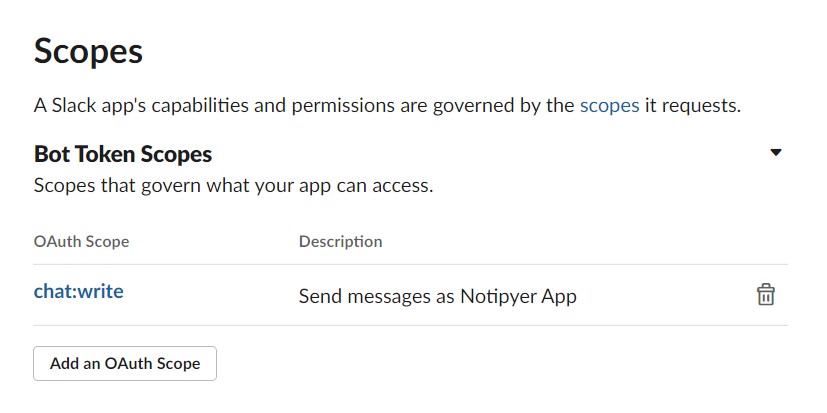 Scopes
A Slack app's capabilities and permissions are governed by the scopes it requests.
Bot Token Scopes
Scopes that govern what your app can access.
OAuth Scope Description
chat:write Send messages as Notipyer App
Add an OAuth Scope